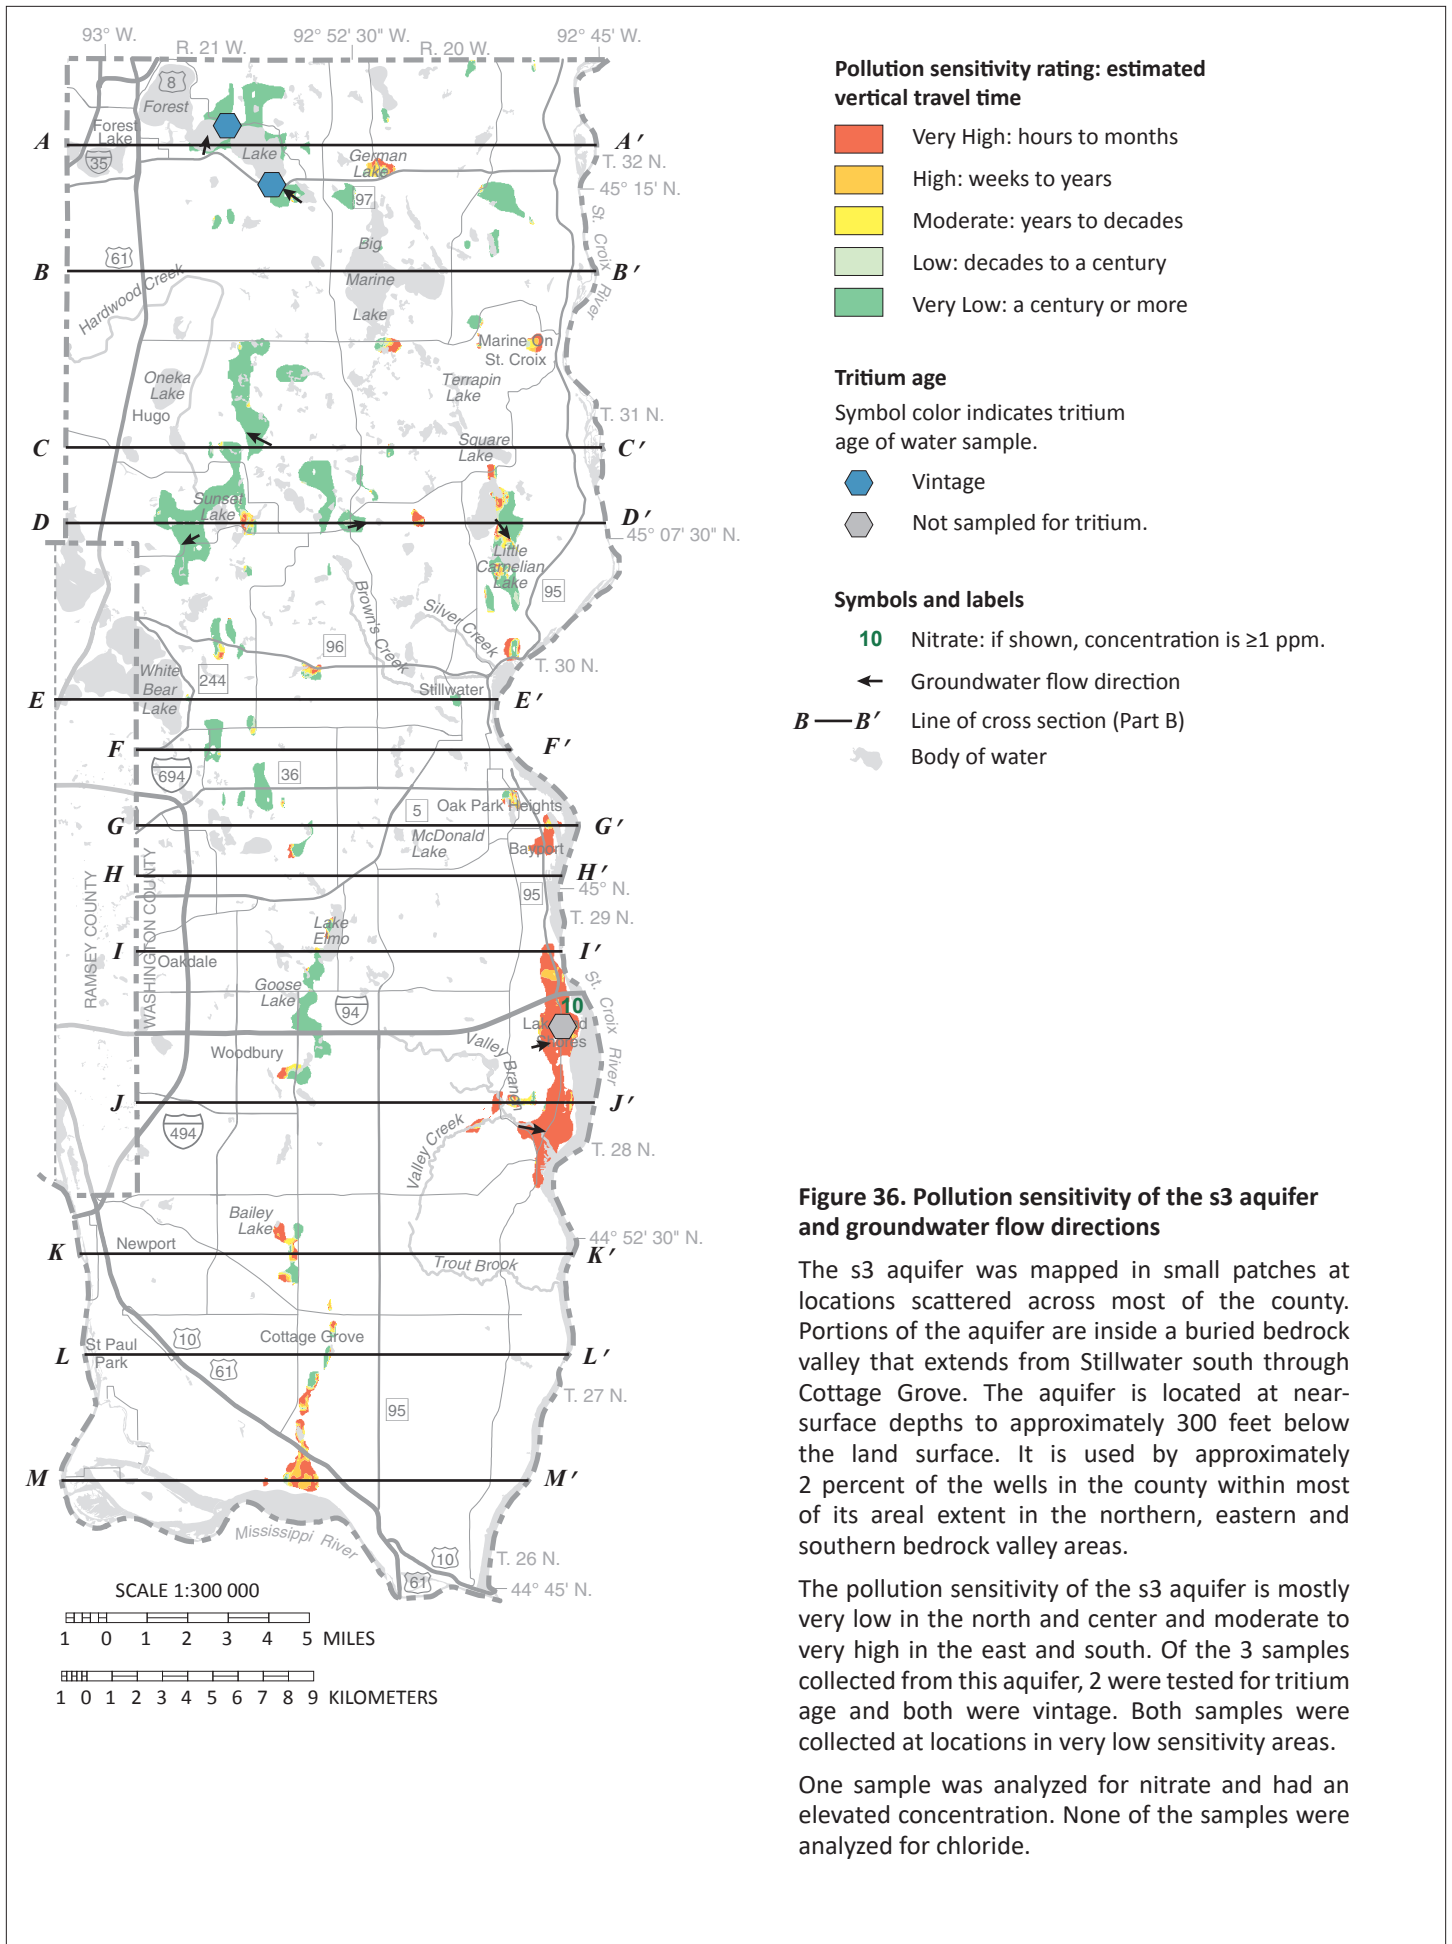 93° W.
R. 21 W.
92° 52' 30" W.
R. 20 W.
92° 45' W.
8
Forest
Forest
Lake
35
A
A′
Lake
German
Lake
T. 32 N.
45° 15' N.
97
St. Croix River
Big
61
B
B′
Marine
Hardwood Creek
Lake
Marine On
St. Croix
Oneka
Lake
Terrapin
Lake
Hugo
T. 31 N.
C
C′
Square
Lake
Sunset
Lake
D
D′
45° 07' 30" N.
Little
Carnelian
Lake
95
Brown's Creek
Silver Creek
96
T. 30 N.
White
Bear
Lake
244
Stillwater
E
E′
F
F′
694
36
5
Oak Park Heights
G
G′
McDonald
Lake
Bayport
H
H′
45° N.
95
T. 29 N.
RAMSEY COUNTY
WASHINGTON COUNTY
Lake
Elmo
I
I′
Oakdale
Goose
Lake
St. Croix River
94
10
Woodbury
Valley Branch
J
J′
494
Valley Creek
T. 28 N.
Bailey
Lake
44° 52' 30" N.
K
Newport
K′
Trout Brook
10
Cottage Grove
St Paul
Park
L
L′
61
T. 27 N.
95
M
M′
Mississippi River
10
T. 26 N.
61
44° 45' N.
SCALE 1:300 000
1 0 1 2 3 4 5 MILES
1 0 1 2 3 4 5 6 7 8 9 KILOMETERS
Pollution sensitivity rating: estimated
vertical travel time
Very High: hours to months
High: weeks to years
Moderate: years to decades
Low: decades to a century
Very Low: a century or more
Tritium age
Symbol color indicates tritium
age of water sample.
Vintage
Not sampled for tritium.
Symbols and labels
10 Nitrate: if shown, concentration is ≥1 ppm.
Groundwater flow direction
B B′ Line of cross section (Part B)
Body of water
Figure 36. Pollution sensitivity of the s3 aquifer
and groundwater flow directions
The s3 aquifer was mapped in small patches at
locations scattered across most of the county.
Portions of the aquifer are inside a buried bedrock
valley that extends from Stillwater south through
Cottage Grove. The aquifer is located at near-
surface depths to approximately 300 feet below
the land surface. It is used by approximately
2 percent of the wells in the county within most
of its areal extent in the northern, eastern and
southern bedrock valley areas.
The pollution sensitivity of the s3 aquifer is mostly
very low in the north and center and moderate to
very high in the east and south. Of the 3 samples
collected from this aquifer, 2 were tested for tritium
age and both were vintage. Both samples were
collected at locations in very low sensitivity areas.
One sample was analyzed for nitrate and had an
elevated concentration. None of the samples were
analyzed for chloride.